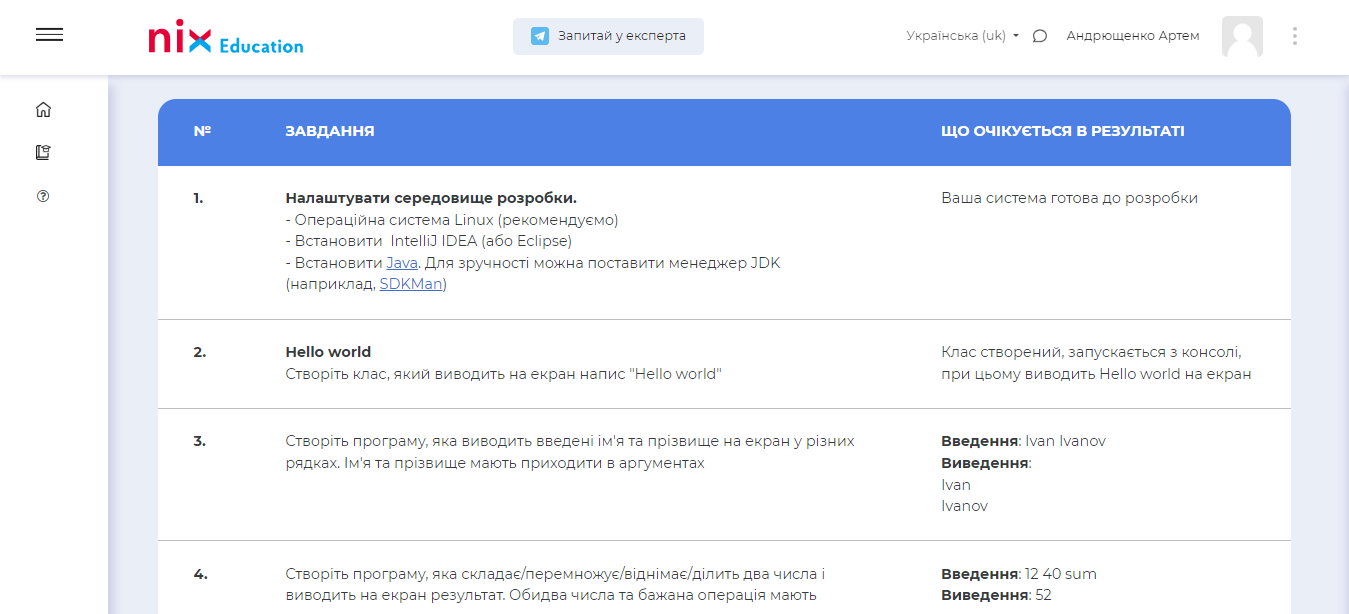 nix Education
Запитай у експерта
Українська (uk)
Андрющенко Артем
№ ЗАВДАННЯ ЩО ОЧІКУЄТЬСЯ В РЕЗУЛЬТАТІ
1. Налаштувати середовище розробки. Ваша система готова до розробки
- Операційна система Linux (рекомендуємо)
- Встановити IntelliJ IDEA (або Eclipse)
- Встановити Java. Для зручності можна поставити менеджер JDK
(наприклад, SDKMan)
2. Hello world Клас створений, запускається з консолі,
Створіть клас, який виводить на екран напис "Hello world" при цьому виводить Hello world на екран
3. Створіть програму, яка виводить введені ім'я та прізвище на екран у різних Введення: Ivan Ivanov
рядках. Ім'я та прізвище мають приходити в аргументах Виведення:
Ivan
Ivanov
4. Створіть програму, яка складає/перемножує/віднімає/ділить два числа і Введення: 12 40 sum
виводить на екран результат. Обидва числа та бажана операція мають Виведення: 52